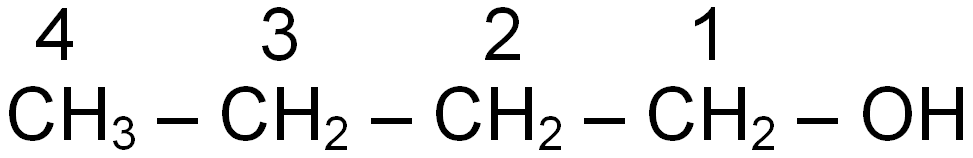 4 3 2 1
CH₃ – CH₂ – CH₂ – CH₂ – OH